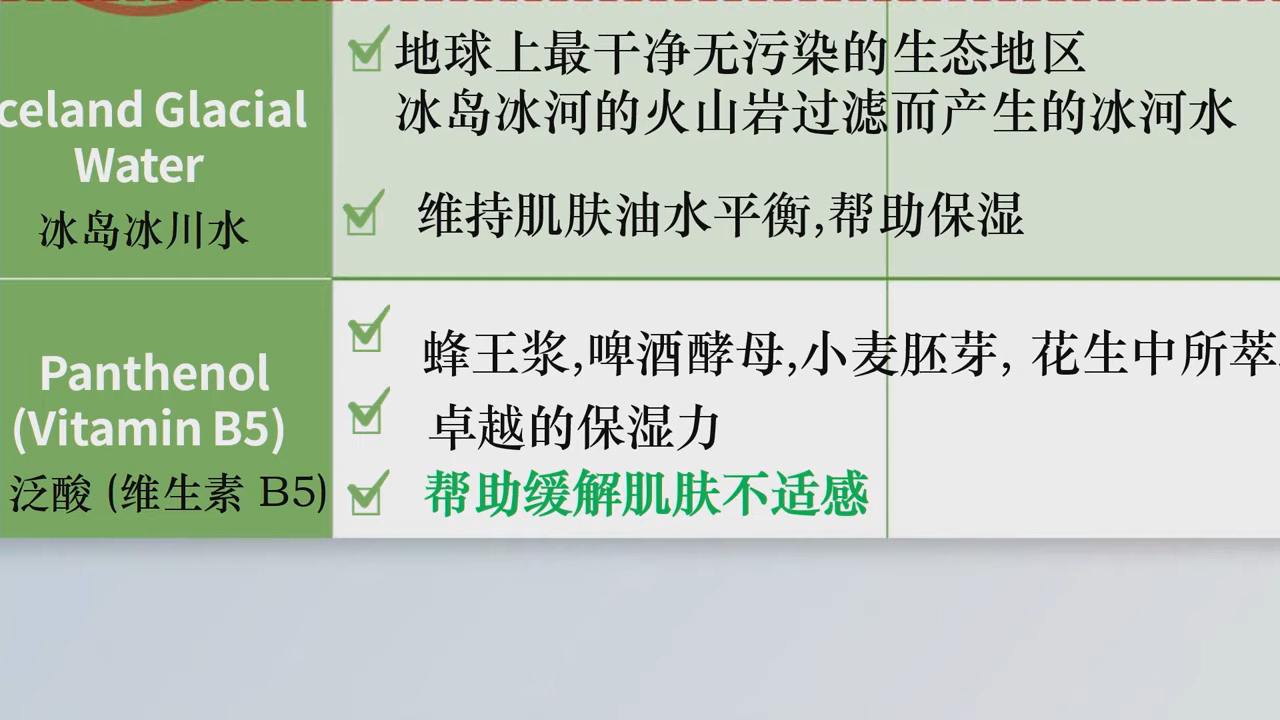 celand Glacial
Water
冰岛冰川水
地球上最干净无污染的生态地区
冰岛冰河的火山岩过滤而产生的冰河水
维持肌肤油水平衡,帮助保湿
Panthenol
(Vitamin B5)
泛酸 (维生素 B5)
蜂王浆,啤酒酵母,小麦胚芽, 花生中所萃
卓越的保湿力
帮助缓解肌肤不适感